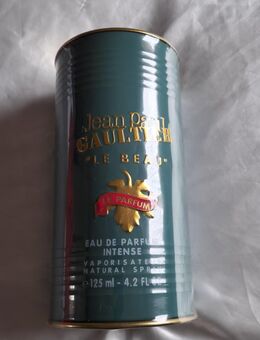 Jean Paul
GAULTIER
"LE BEAU"
LE PARFUM
EAU DE PARFUM
INTENSE
VAPORISATEUR
NATURAL SPRAY
℮125 ml - 4.2 FL